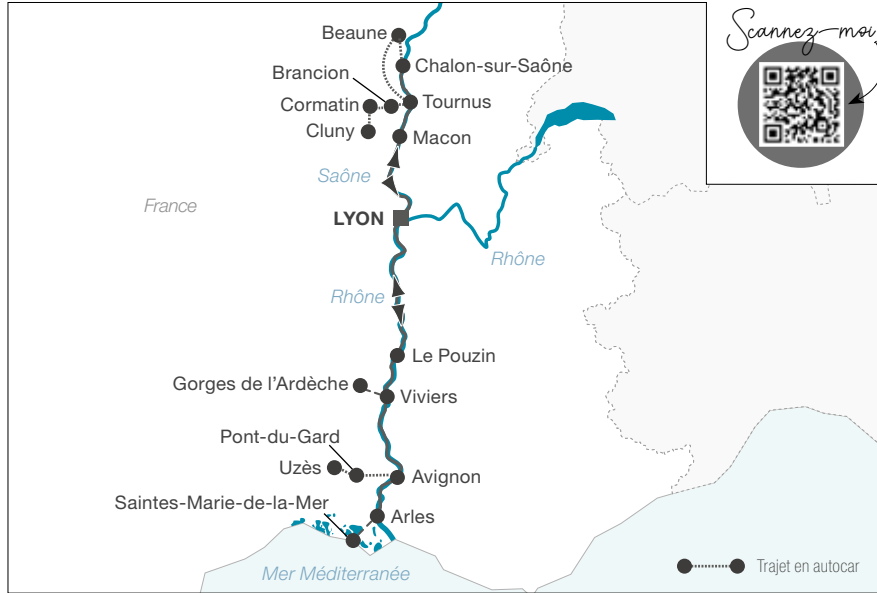 Scannez-moi
Beaune
Chalon-sur-Saône
Brancion
Cormatin
Tournus
Cluny
Macon
Saône
France
LYON
Rhône
Rhône
Le Pouzin
Gorges de l'Ardèche
Viviers
Pont-du-Gard
Uzès
Avignon
Saintes-Marie-de-la-Mer
Arles
Mer Méditerranée
Trajet en autocar